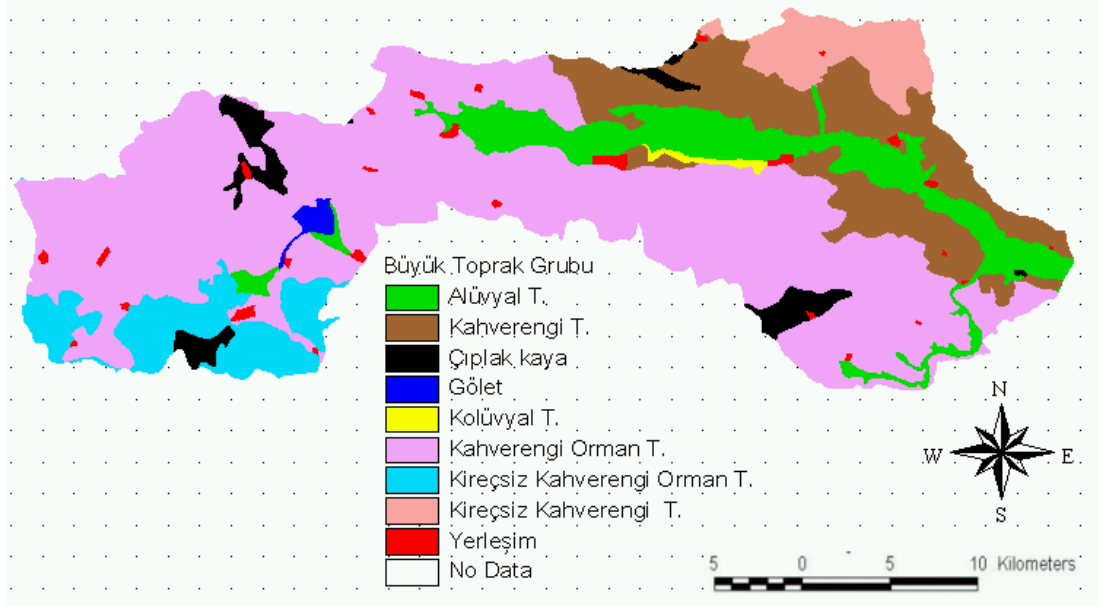 Büyük Toprak Grubu
Alüvyal T.
Kahverengi T.
Çıplak kaya
Gölet
Kolüvyal T.
Kahverengi Orman T.
Kireçsiz Kahverengi Orman T.
Kireçsiz Kahverengi T.
Yerleşim
No Data
N
W E
S
5 0 5 10 Kilometers